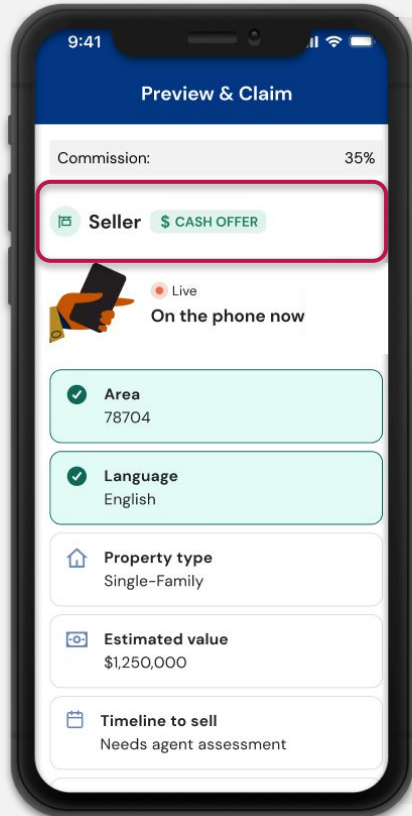 9:41
Preview & Claim
Commission: 35%
Seller $ CASH OFFER
Live
On the phone now
Area
78704
Language
English
Property type
Single-Family
Estimated value
$1,250,000
Timeline to sell
Needs agent assessment